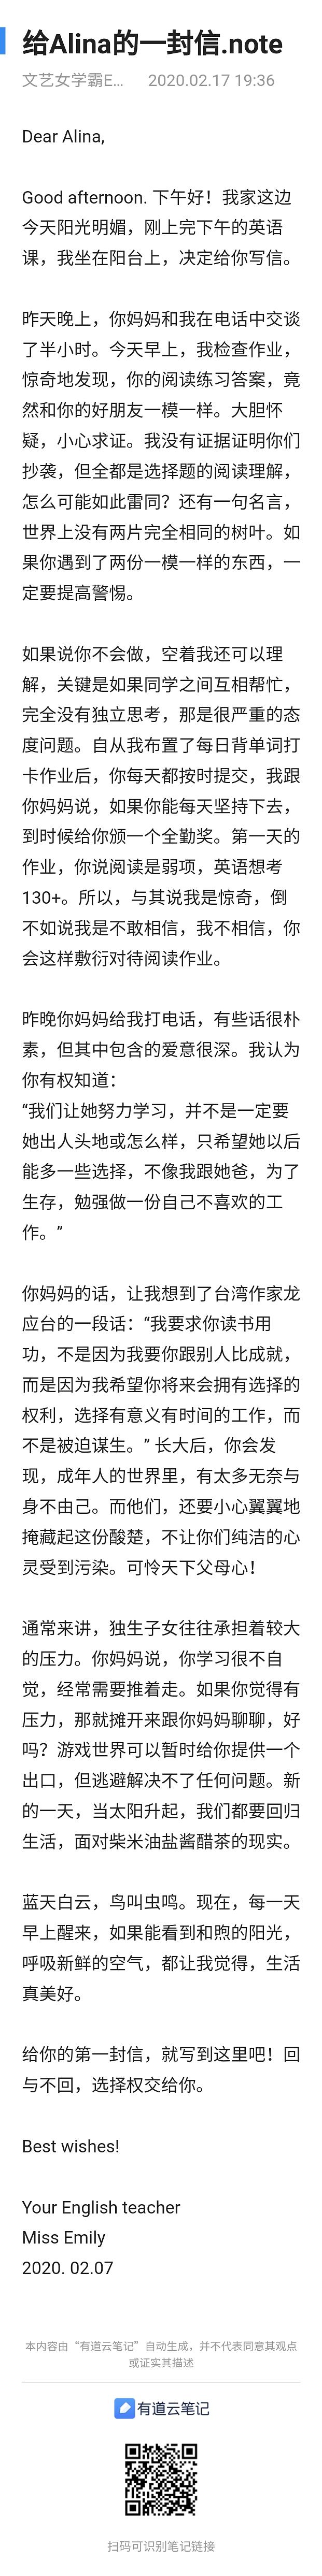 给Alina的一封信.note
文艺女学霸E... 2020.02.17 19:36
Dear Alina,
Good afternoon. 下午好！我家这边
今天阳光明媚，刚上完下午的英语
课，我坐在阳台上，决定给你写信。
昨天晚上，你妈妈和我在电话中交谈
了半小时。今天早上，我检查作业，
惊奇地发现，你的阅读练习答案，竟
然和你的好朋友一模一样。大胆怀
疑，小心求证。我没有证据证明你们
抄袭，但全都是选择题的阅读理解，
怎么可能如此雷同？还有一句名言，
世界上没有两片完全相同的树叶。如
果你遇到了两份一模一样的东西，一
定要提高警惕。
如果说你不会做，空着我还可以理
解，关键是如果同学之间互相帮忙，
完全没有独立思考，那是很严重的态
度问题。自从我布置了每日背单词打
卡作业后，你每天都按时提交，我跟
你妈妈说，如果你能每天坚持下去，
到时候给你颁一个全勤奖。第一天的
作业，你说阅读是弱项，英语想考
130+。所以，与其说我是惊奇，倒
不如说我是不敢相信，我不相信，你
会这样敷衍对待阅读作业。
昨晚你妈妈给我打电话，有些话很朴
素，但其中包含的爱意很深。我认为
你有权知道：
“我们让她努力学习，并不是一定要
她出人头地或怎么样，只希望她以后
能多一些选择，不像我跟她爸，为了
生存，勉强做一份自己不喜欢的工
作。”
你妈妈的话，让我想到了台湾作家龙
应台的一段话：“我要求你读书用
功，不是因为我要你跟别人比成就，
而是因为我希望你将来会拥有选择的
权利，选择有意义有时间的工作，而
不是被迫谋生。” 长大后，你会发
现，成年人的世界里，有太多无奈与
身不由己。而他们，还要小心翼翼地
掩藏起这份酸楚，不让你们纯洁的心
灵受到污染。可怜天下父母心！
通常来讲，独生子女往往承担着较大
的压力。你妈妈说，你学习很不自
觉，经常需要推着走。如果你觉得有
压力，那就摊开来跟你妈妈聊聊，好
吗？游戏世界可以暂时给你提供一个
出口，但逃避解决不了任何问题。新
的一天，当太阳升起，我们都要回归
生活，面对柴米油盐酱醋茶的现实。
蓝天白云，鸟叫虫鸣。现在，每一天
早上醒来，如果能看到和煦的阳光，
呼吸新鲜的空气，都让我觉得，生活
真美好。
给你的第一封信，就写到这里吧！回
与不回，选择权交给你。
Best wishes!
Your English teacher
Miss Emily
2020. 02.07
本内容由“有道云笔记”自动生成，并不代表同意其观点
或证实其描述
有道云笔记
扫码可识别笔记链接